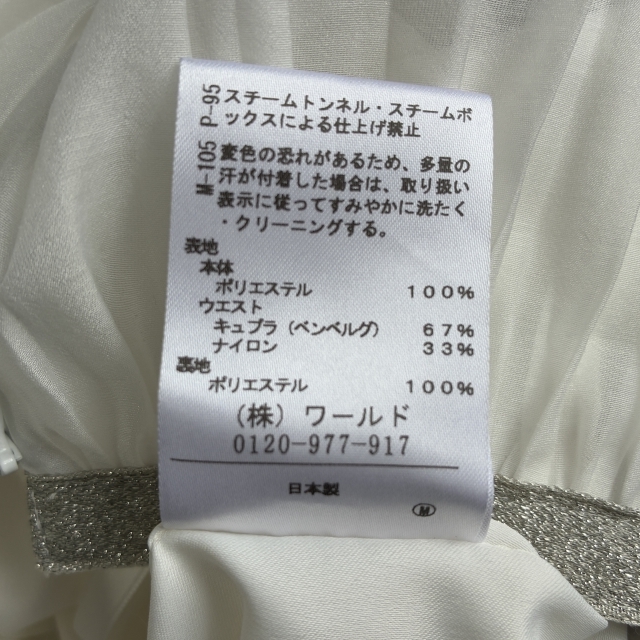 P-95
スチームトンネル・スチームボ
ックスによる仕上げ禁止
M-105
変色の恐れがあるため、多量の
汗が付着した場合は、取り扱い
表示に従ってすみやかに洗たく
・クリーニングする。
表地
本体
ポリエステル 100%
ウエスト
キュプラ(ベンベルグ) 67%
ナイロン 33%
裏地
ポリエステル 100%
(株)ワールド
0120-977-917
日本製
M